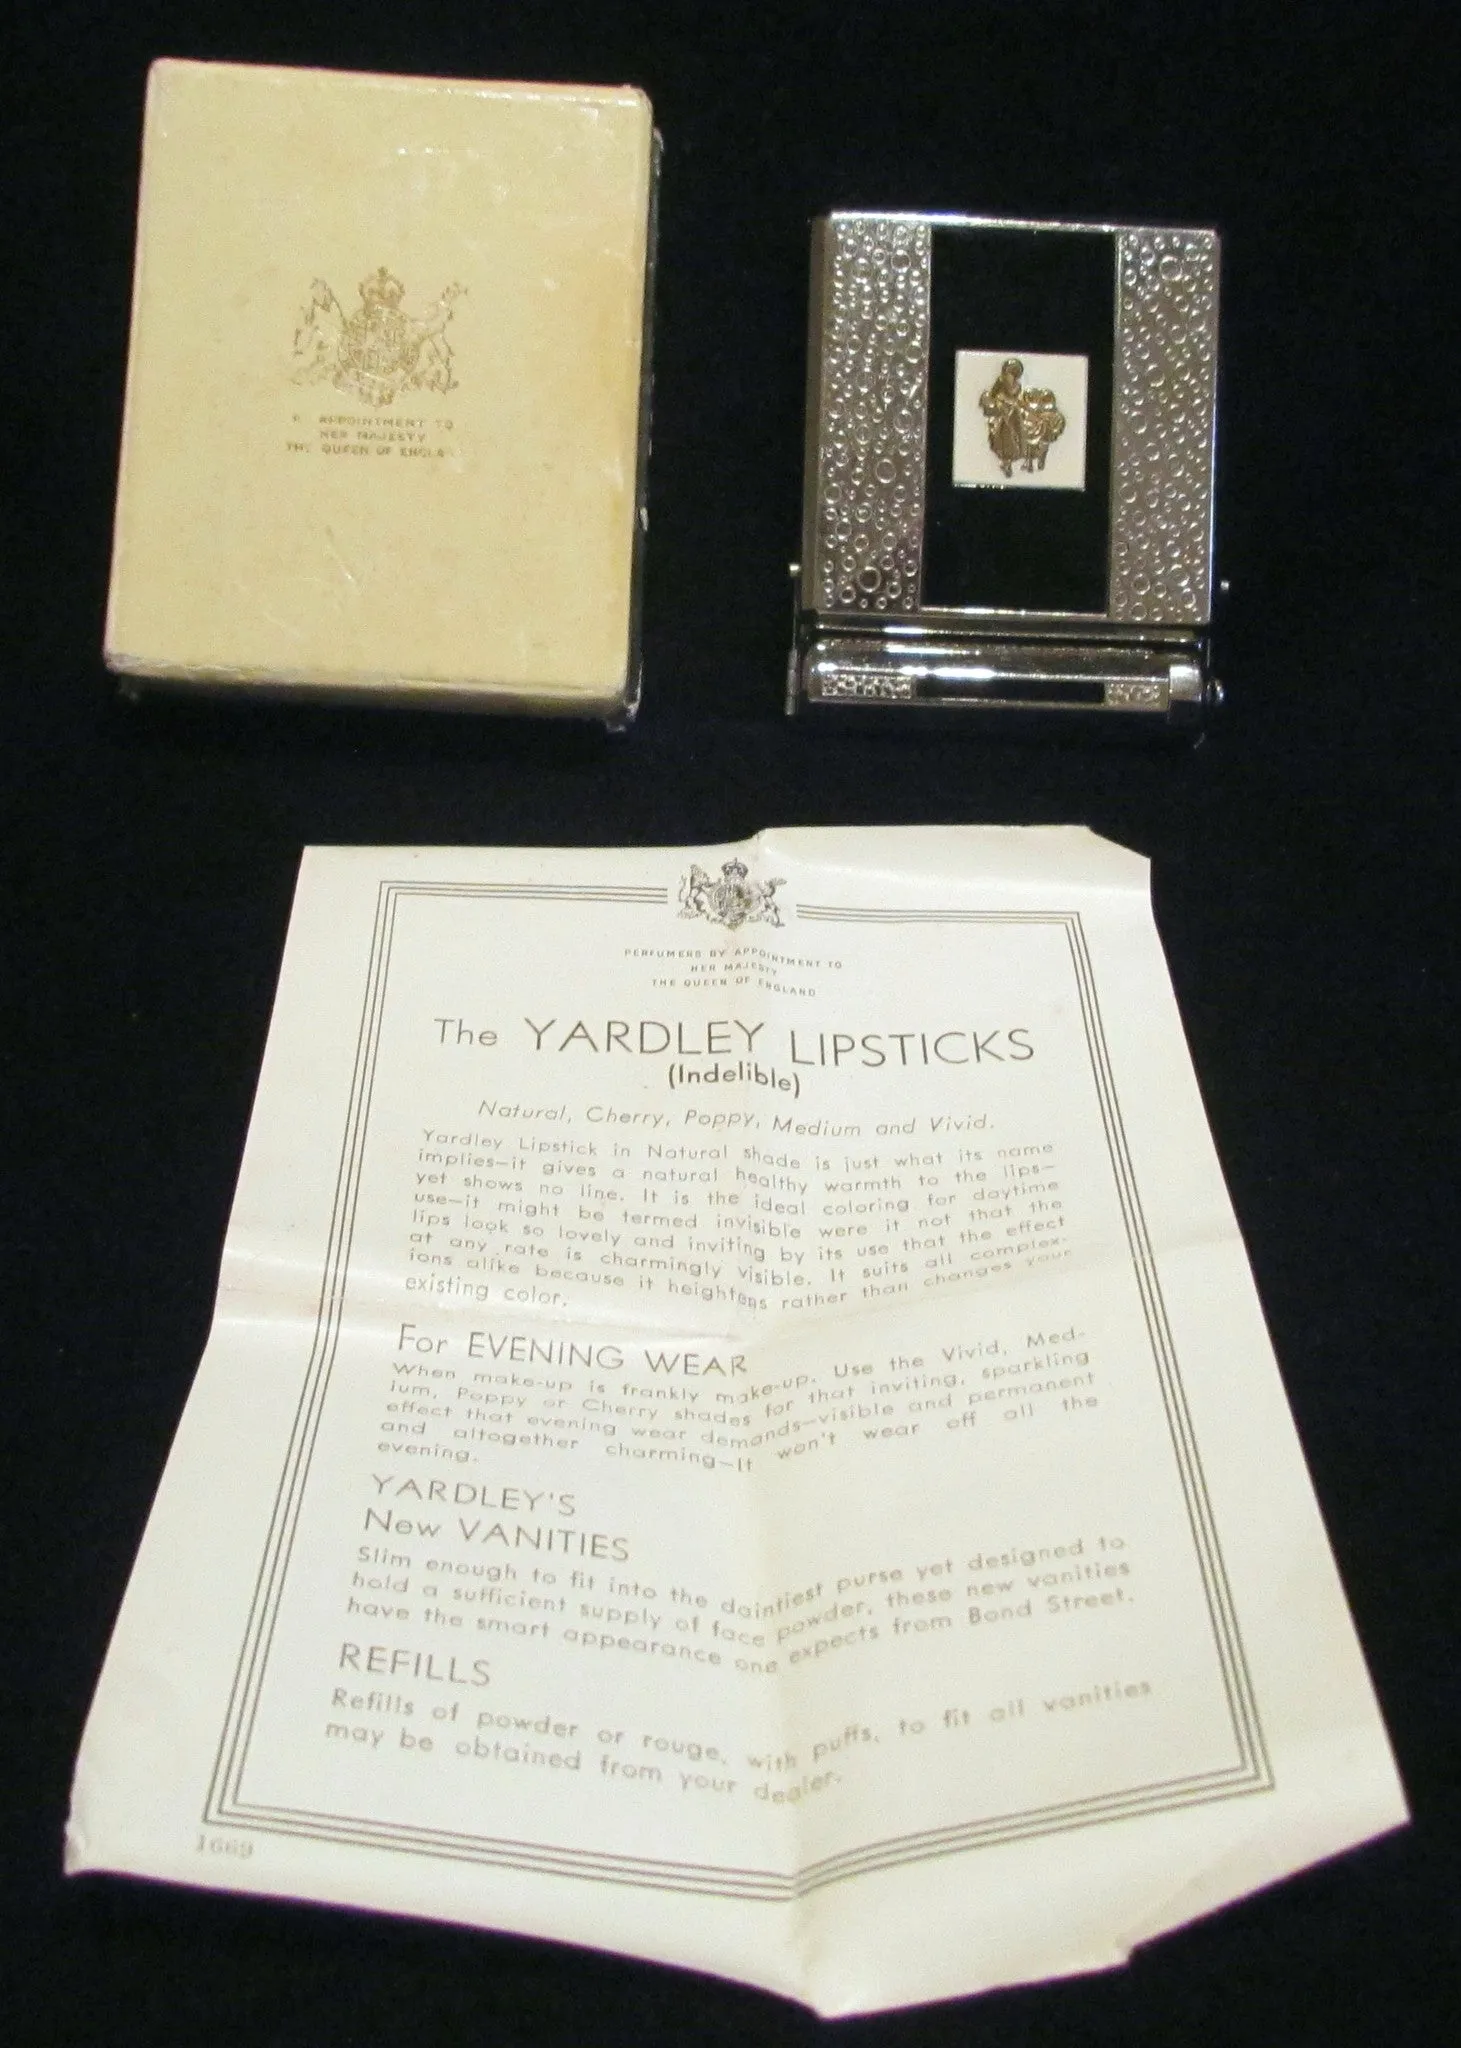 APPOINTMENT TO
HER MAJESTY
THE QUEEN OF ENGLA
PERFUMERS BY APPOINTMENT TO
HER MAJESTY
THE QUEEN OF ENGLAND
The YARDLEY LIPSTICKS
(Indelible)
Natural, Cherry, Poppy, Medium and Vivid.
Yardley Lipstick in Natural shade is just what its name
implies—it gives a natural healthy warmth to the lips—
yet shows no line. It is the ideal coloring for daytime
use—it might be termed invisible were it not that the
lips look so lovely and inviting by its use that the effect
at any rate is charmingly visible. It suits all complex-
ions alike because it heightens rather than changes your
existing color.
For EVENING WEAR
When make-up is frankly make-up. Use the Vivid, Med-
ium, Poppy or Cherry shades for that inviting, sparkling
effect that evening wear demands—visible and permanent
and altogether charming—It won't wear off all the
evening.
YARDLEY'S
New VANITIES
Slim enough to fit into the daintiest purse yet designed to
hold a sufficient supply of face powder, these new vanities
have the smart appearance one expects from Bond Street.
REFILLS
Refills of powder or rouge, with puffs, to fit all vanities
may be obtained from your dealer.
1669